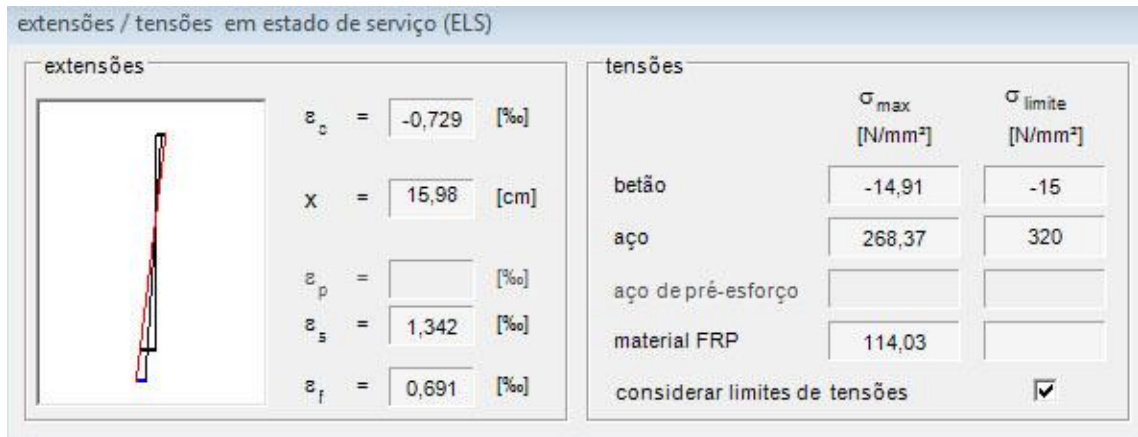 extensões / tensões em estado de serviço (ELS)
extensões
εc = -0,729 [‰]
x = 15,98 [cm]
εp = [‰]
εs = 1,342 [‰]
εf = 0,691 [‰]
tensões
σmax σlimite
[N/mm²] [N/mm²]
betão -14,91 -15
aço 268,37 320
aço de pré-esforço
material FRP 114,03
considerar limites de tensões